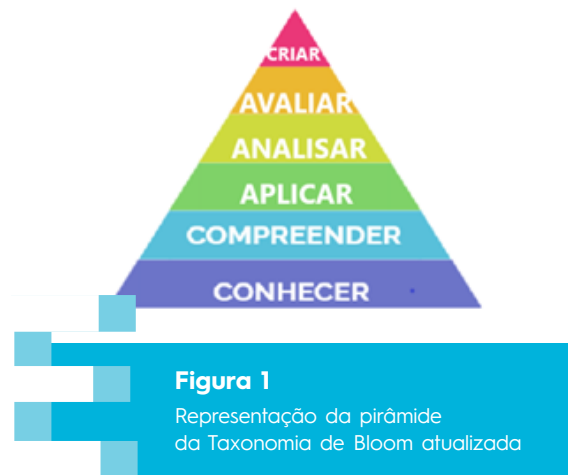 CRIAR
AVALIAR
ANALISAR
APLICAR
COMPREENDER
CONHECER
Figura 1
Representação da pirâmide
da Taxonomia de Bloom atualizada